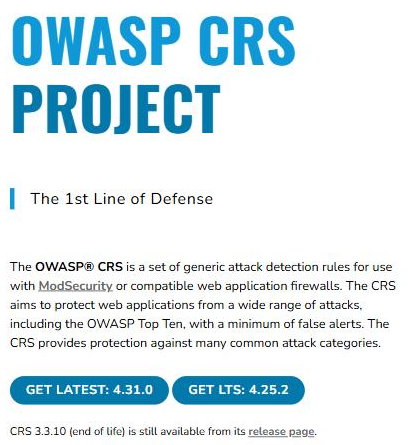 OWASP CRS
PROJECT
The 1st Line of Defense
The OWASP® CRS is a set of generic attack detection rules for use
with ModSecurity or compatible web application firewalls. The CRS
aims to protect web applications from a wide range of attacks,
including the OWASP Top Ten, with a minimum of false alerts. The
CRS provides protection against many common attack categories.
GET LATEST: 4.31.0 GET LTS: 4.25.2
CRS 3.3.10 (end of life) is still available from its release page.